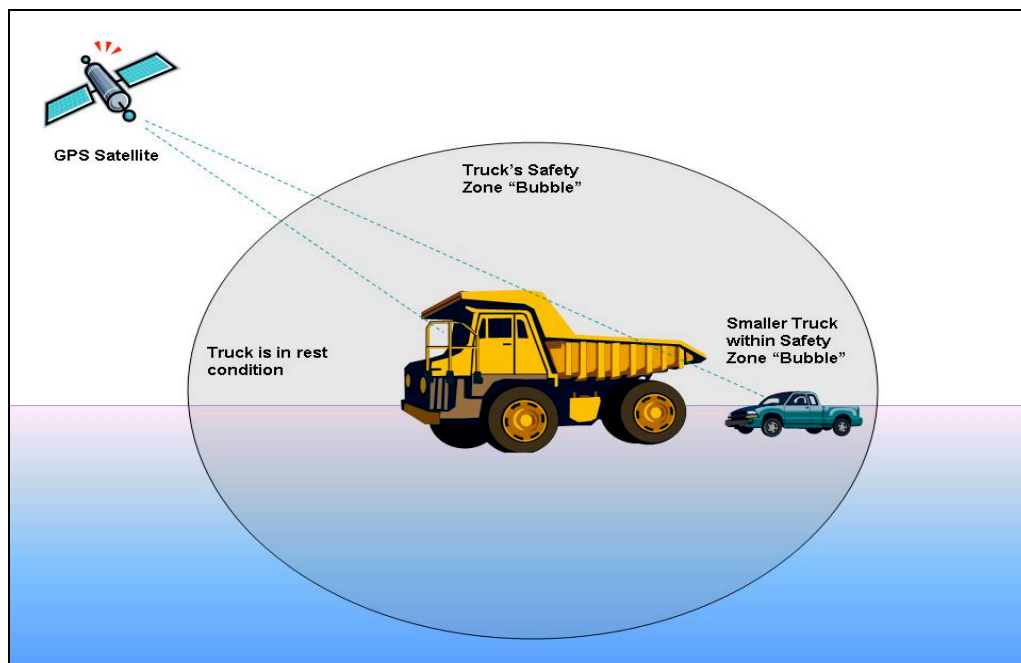 GPS Satellite
Truck's Safety
Zone "Bubble"
Truck is in rest
condition
Smaller Truck
within Safety
Zone "Bubble"